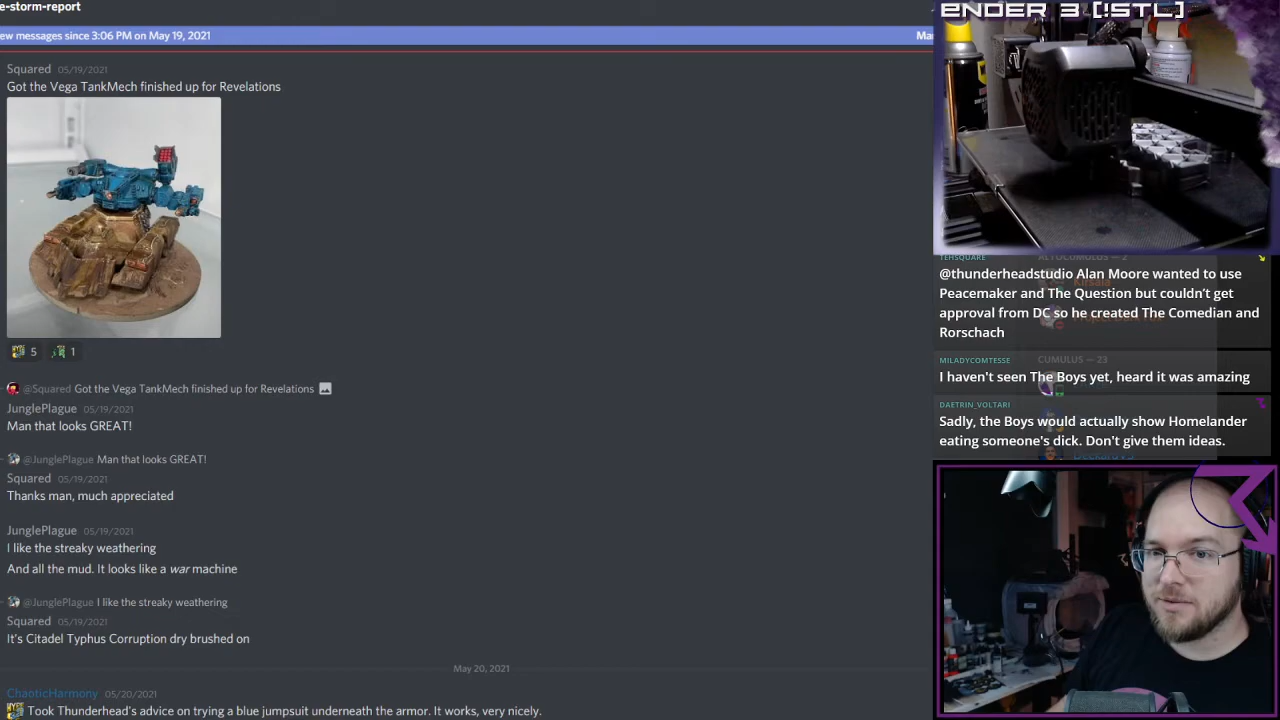 e-storm-report
ew messages since 3:06 PM on May 19, 2021
Mar
Squared 05/19/2021
Got the Vega TankMech finished up for Revelations
5 1
@Squared Got the Vega TankMech finished up for Revelations
JunglePlague 05/19/2021
Man that looks GREAT!
@JunglePlague Man that looks GREAT!
Squared 05/19/2021
Thanks man, much appreciated
JunglePlague 05/19/2021
I like the streaky weathering
And all the mud. It looks like a war machine
@JunglePlague I like the streaky weathering
Squared 05/19/2021
It's Citadel Typhus Corruption dry brushed on
May 20, 2021
ChaoticHarmony 05/20/2021
Took Thunderhead's advice on trying a blue jumpsuit underneath the armor. It works, very nicely.
ENDER 3 [!STL]
TEHSQUARE
ALTOCUMULUS — 2
@thunderheadstudio Alan Moore wanted to use
Peacemaker and The Question but couldn't get
approval from DC so he created The Comedian and
Rorschach
MILADYCOMTESSE
CUMULUS — 23
I haven't seen The Boys yet, heard it was amazing
DAETRIN_VOLTARI
Sadly, the Boys would actually show Homelander
eating someone's dick. Don't give them ideas.